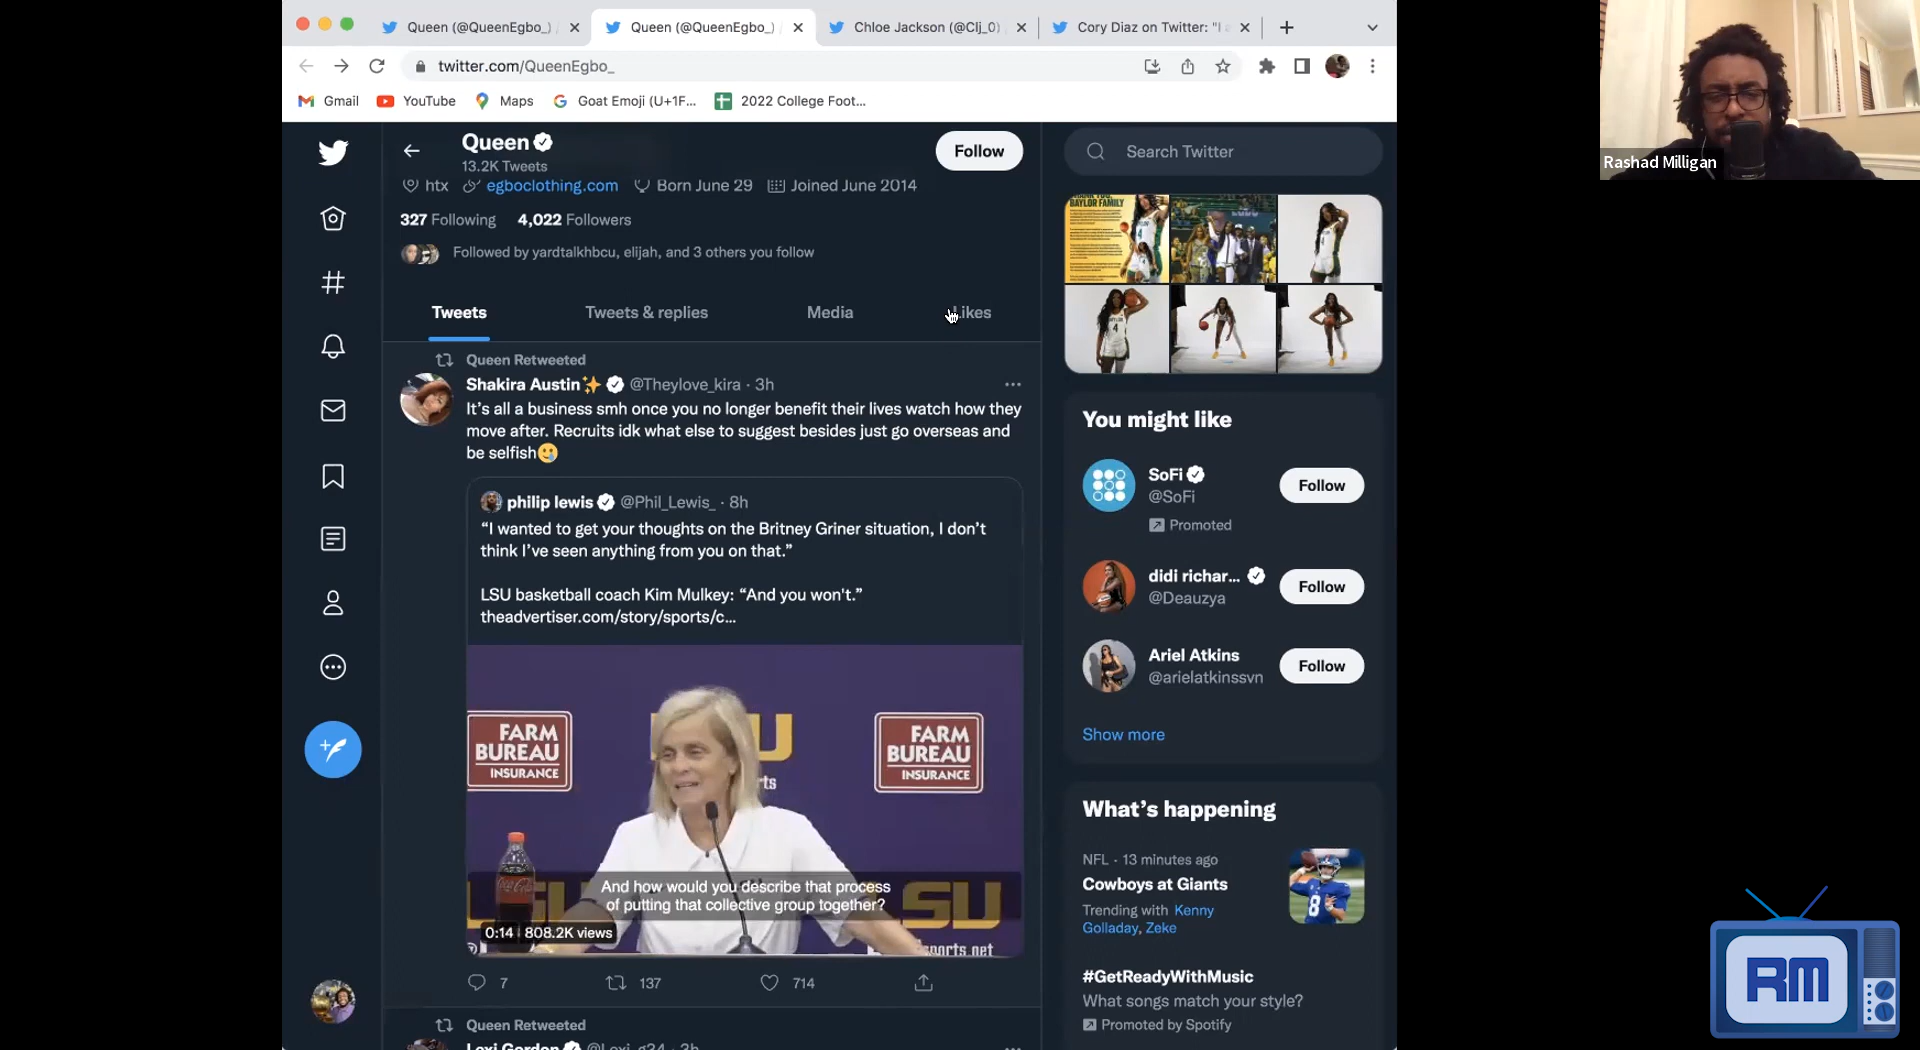 Queen (@QueenEgbo_)
Queen (@QueenEgbo_)
Chloe Jackson (@Clj_0)
Cory Diaz on Twitter: "I
twitter.com/QueenEgbo_
Gmail
YouTube
Maps
Goat Emoji (U+1F...
2022 College Foot...
Queen
13.2K Tweets
Follow
htx egboclothing.com Born June 29 Joined June 2014
327 Following 4,022 Followers
Followed by yardtalkhbcu, elijah, and 3 others you follow
Tweets Tweets & replies Media Likes
Queen Retweeted
Shakira Austin✨ @Theylove_kira · 3h
It's all a business smh once you no longer benefit their lives watch how they
move after. Recruits idk what else to suggest besides just go overseas and
be selfish🥲
philip lewis @Phil_Lewis_ · 8h
“I wanted to get your thoughts on the Britney Griner situation, I don’t
think I’ve seen anything from you on that.”
LSU basketball coach Kim Mulkey: “And you won't.”
theadvertiser.com/story/sports/c...
FARM
BUREAU
INSURANCE
FARM
BUREAU
INSURANCE
And how would you describe that process
of putting that collective group together?
LSU
0:14 808.2K views
7 137 714
Queen Retweeted
Lexi Gordon @Lexi_g24 · 3h
Search Twitter
BAYLOR FAMILY
You might like
SoFi
@SoFi
Promoted
Follow
didi richar...
@Deauzya
Follow
Ariel Atkins
@arielatkinssvn
Follow
Show more
What’s happening
NFL · 13 minutes ago
Cowboys at Giants
Trending with Kenny
Golladay, Zeke
#GetReadyWithMusic
What songs match your style?
Promoted by Spotify
Rashad Milligan
RM